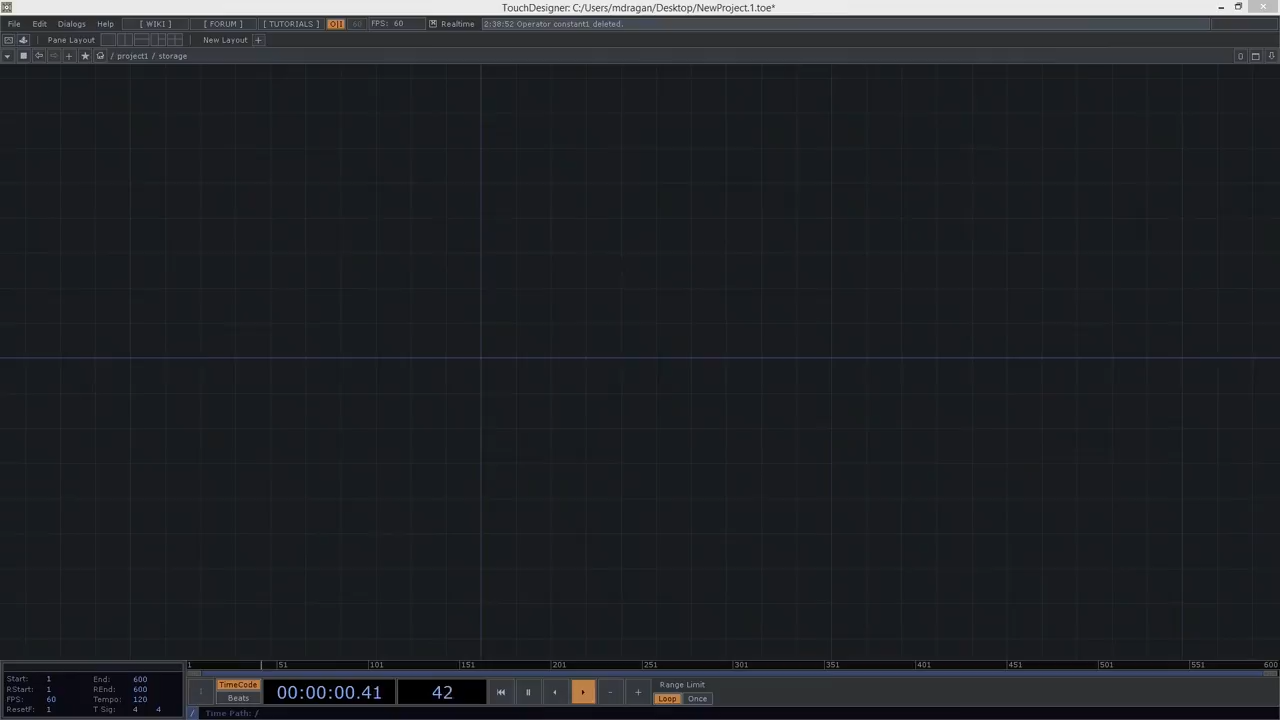 TouchDesigner: C:/Users/mdragan/Desktop/NewProject.1.toe*
File Edit Dialogs Help [ WIKI ] [ FORUM ] [ TUTORIALS ] O|I 60 FPS: 60 Realtime 2:38:52 Operator constant1 deleted.
Pane Layout New Layout +
/ project1 / storage 0
1 51 101 151 201 251 301 351 401 451 501 551 600
Start: 1 End: 600
RStart: 1 REnd: 600
FPS: 60 Tempo: 120
ResetF: 1 T Sig: 4 4
TimeCode
Beats
00:00:00.41 42
- +
Range Limit
Loop Once
/ Time Path: /